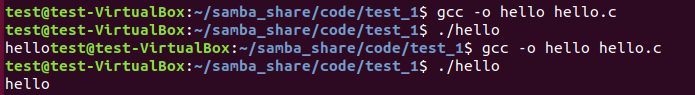 test@test-VirtualBox:~/samba_share/code/test_1$ gcc -o hello hello.c
test@test-VirtualBox:~/samba_share/code/test_1$ ./hello
hellotest@test-VirtualBox:~/samba_share/code/test_1$ gcc -o hello hello.c
test@test-VirtualBox:~/samba_share/code/test_1$ ./hello
hello